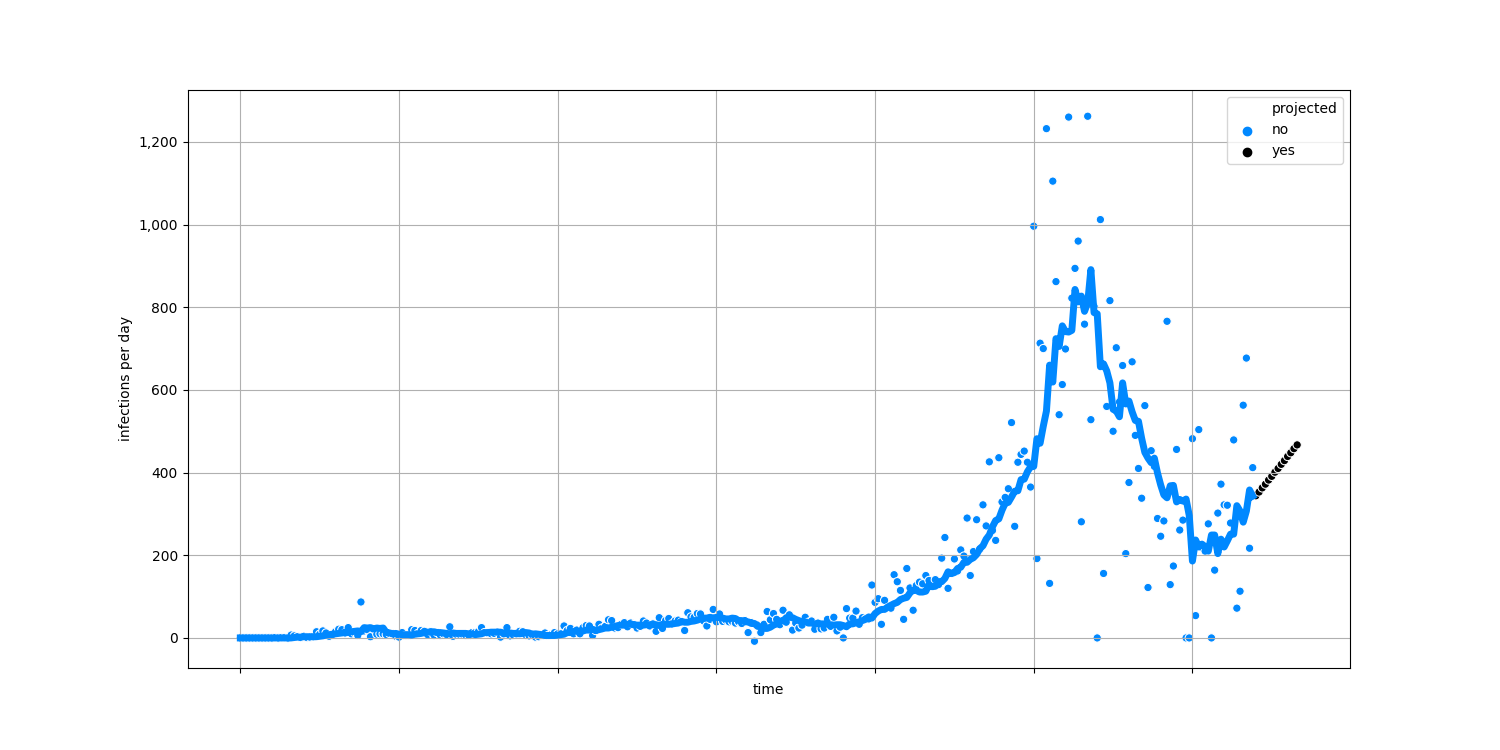 projected
no
yes
1,200
1,000
800
600
400
200
0
infections per day
time